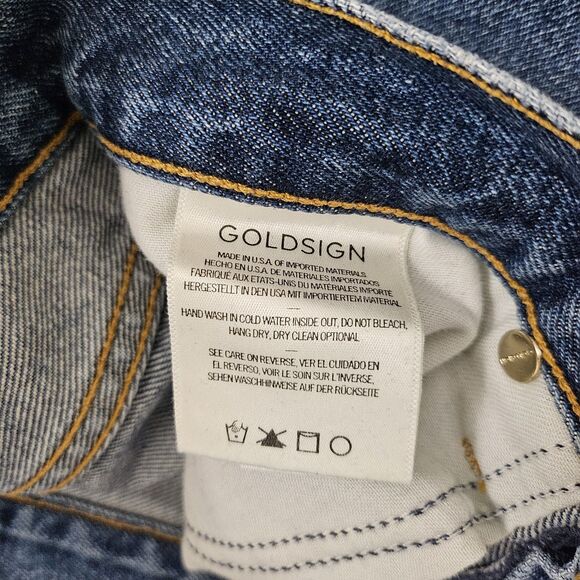 GOLDSIGN
MADE IN U.S.A. OF IMPORTED MATERIALS
HECHO EN U.S.A. DE MATERIALES IMPORTADOS
FABRIQUÉ AUX ETATS-UNIS DU MATERIALS IMPORTÉ
HERGESTELLT IN DEN USA MIT IMPORTIERTEM MATERIAL
HAND WASH IN COLD WATER INSIDE OUT, DO NOT BLEACH,
HANG DRY, DRY CLEAN OPTIONAL
SEE CARE ON REVERSE, VER EL CUIDADO EN
EL REVERSO, VOIR LE SOIN SUR L'INVERSE,
SEHEN WASCHHINWEISE AUF DER RÜCKSEITE